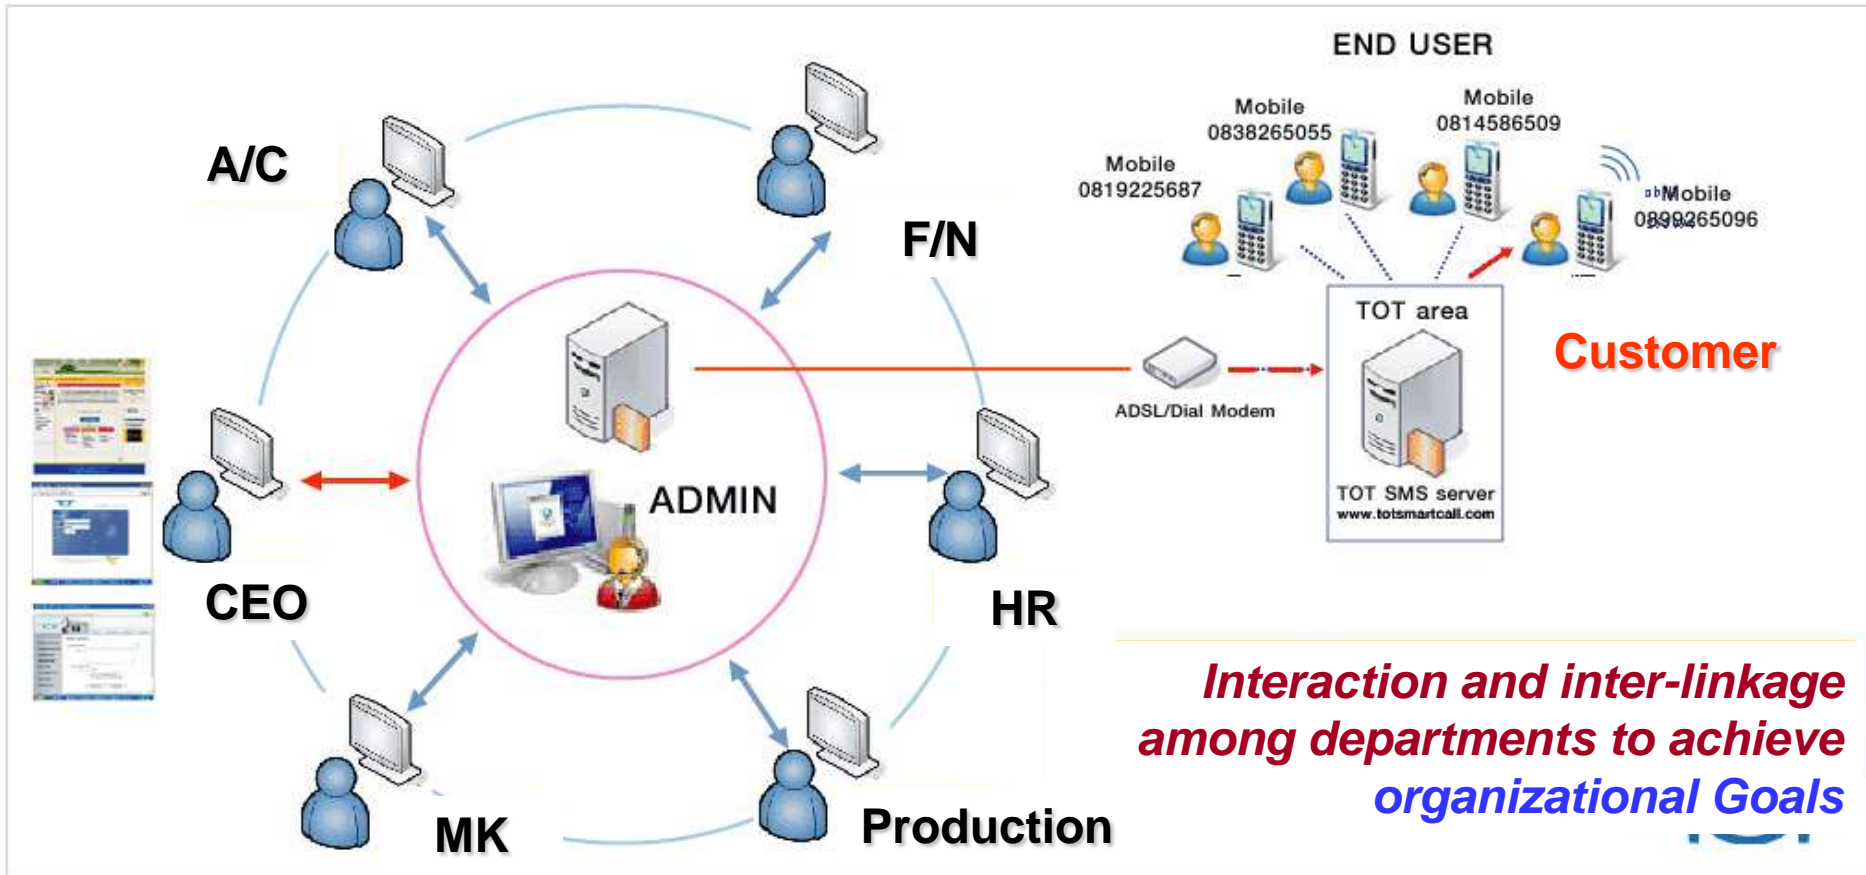 END USER
Mobile
0838265055
Mobile
0814586509
Mobile
0819225687
Mobile
0899265096
A/C
F/N
TOT area
Customer
ADSL/Dial Modem
TOT SMS server
www.totsmartcall.com
ADMIN
CEO
HR
MK
Production
Interaction and inter-linkage
among departments to achieve
organizational Goals